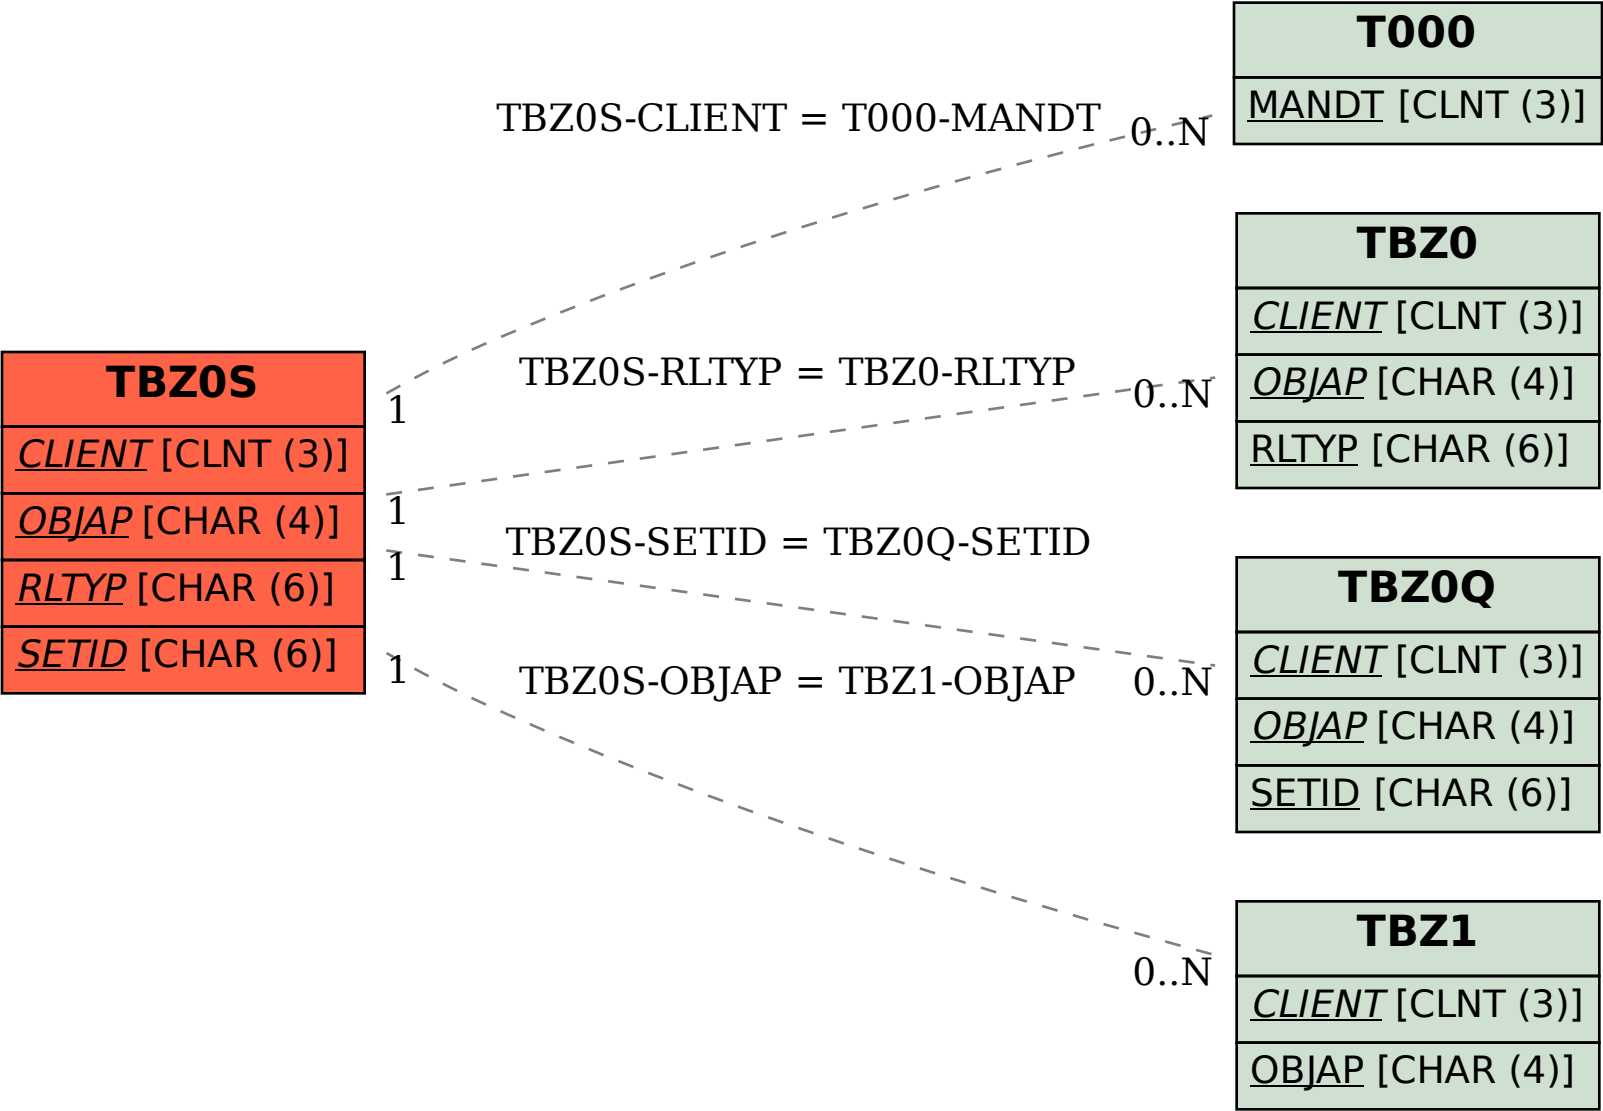 T000
MANDT [CLNT (3)]
TBZ0S-CLIENT = T000-MANDT
0..N
TBZ0
CLIENT [CLNT (3)]
OBJAP [CHAR (4)]
RLTYP [CHAR (6)]
TBZ0S-RLTYP = TBZ0-RLTYP
0..N
TBZ0S
CLIENT [CLNT (3)]
OBJAP [CHAR (4)]
RLTYP [CHAR (6)]
SETID [CHAR (6)]
1
1
1
1
TBZ0S-SETID = TBZ0Q-SETID
0..N
TBZ0Q
CLIENT [CLNT (3)]
OBJAP [CHAR (4)]
SETID [CHAR (6)]
TBZ0S-OBJAP = TBZ1-OBJAP
0..N
TBZ1
CLIENT [CLNT (3)]
OBJAP [CHAR (4)]